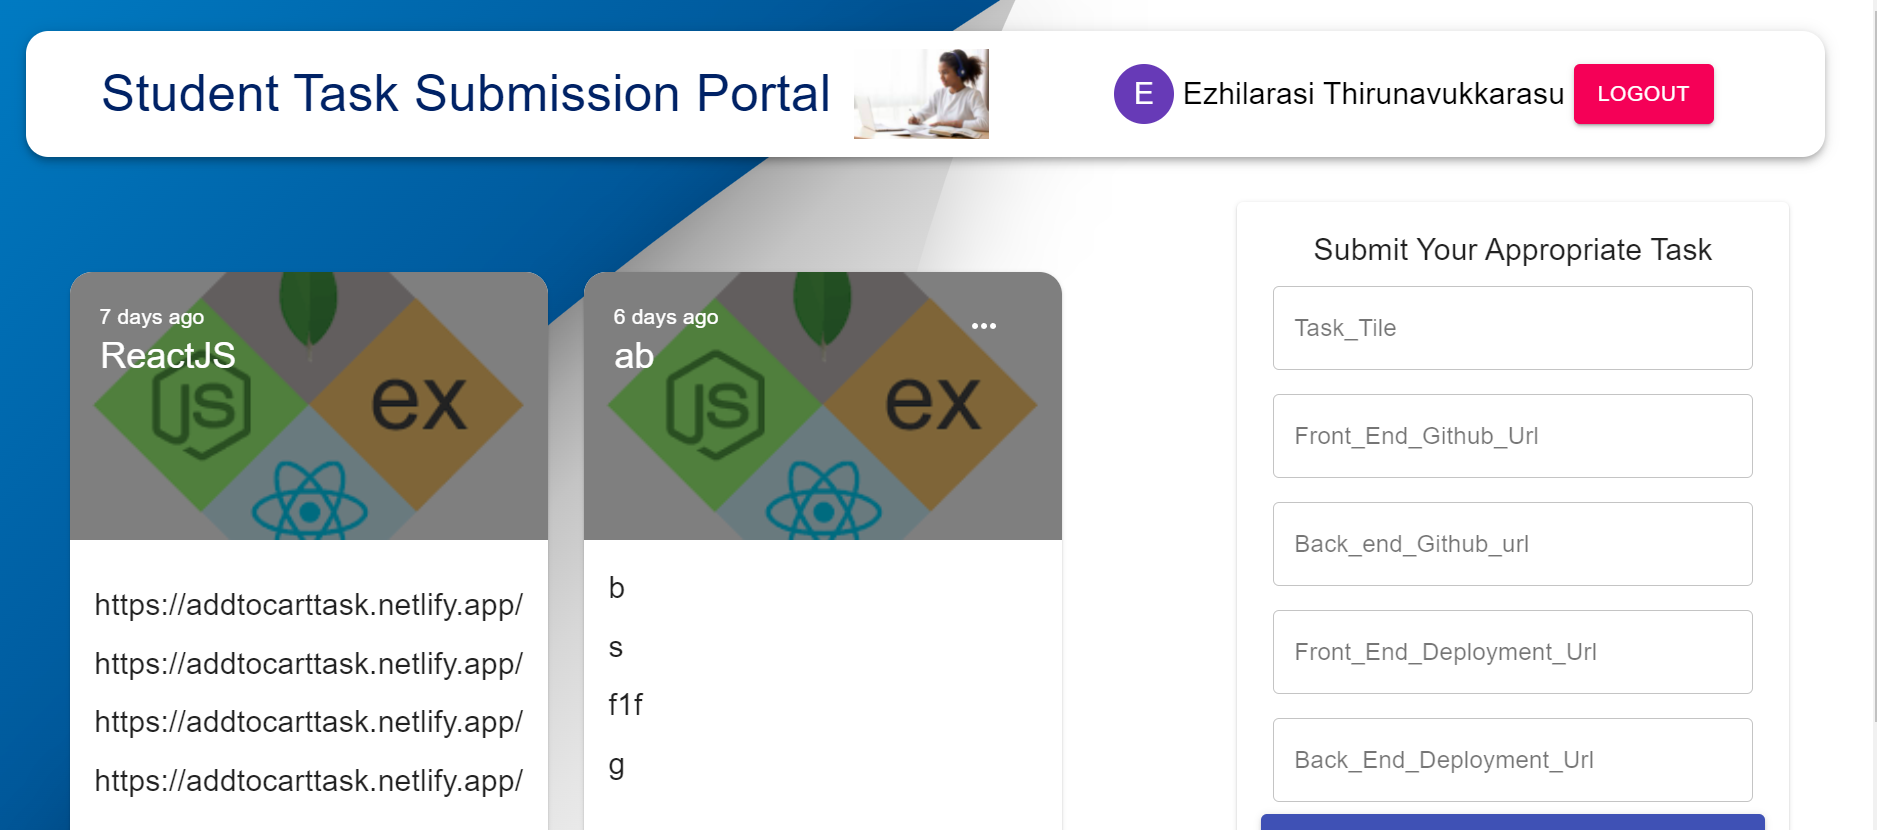 Student Task Submission Portal
E Ezhilarasi Thirunavukkarasu LOGOUT
7 days ago
ReactJS
JS
ex
https://addtocarttask.netlify.app/
https://addtocarttask.netlify.app/
https://addtocarttask.netlify.app/
https://addtocarttask.netlify.app/
6 days ago
ab
JS
ex
b
s
f1f
g
Submit Your Appropriate Task
Task_Tile
Front_End_Github_Url
Back_end_Github_url
Front_End_Deployment_Url
Back_End_Deployment_Url